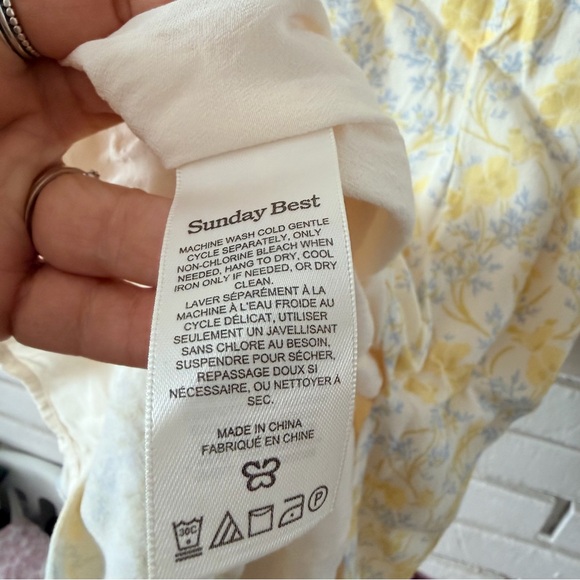 Sunday Best
MACHINE WASH COLD GENTLE
CYCLE SEPARATELY, ONLY
NON-CHLORINE BLEACH WHEN
NEEDED, HANG TO DRY, COOL
IRON ONLY IF NEEDED, OR DRY
CLEAN.
LAVER SÉPARÉMENT À LA
MACHINE À L'EAU FROIDE AU
CYCLE DÉLICAT, UTILISER
SEULEMENT UN JAVELLISANT
SANS CHLORE AU BESOIN,
SUSPENDRE POUR SÉCHER,
REPASSAGE DOUX SI
NÉCESSAIRE, OU NETTOYER À
SEC.
MADE IN CHINA
FABRIQUÉ EN CHINE
30C P